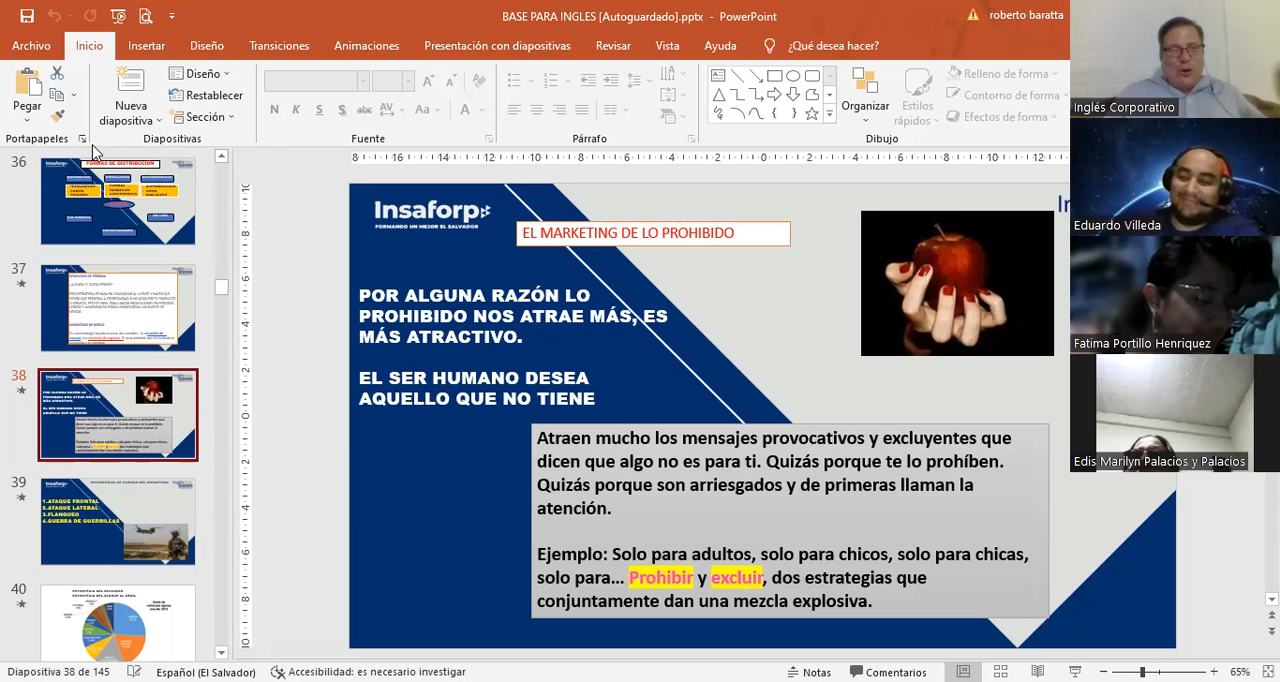 BASE PARA INGLES [Autoguardado].pptx - PowerPoint
roberto baratta
Archivo Inicio Insertar Diseño Transiciones Animaciones Presentación con diapositivas Revisar Vista Ayuda ¿Qué desea hacer?
Pegar
Nueva diapositiva
Diseño
Restablecer
Sección
N K S S abc AV Aa A
Organizar
Estilos rápidos
Relleno de forma
Contorno de forma
Efectos de forma
Portapapeles Diapositivas Fuente Párrafo Dibujo
Inglés Corporativo
Eduardo Villeda
Fatima Portillo Henriquez
Edis Marilyn Palacios y Palacios
36
FORMAS DE DISTRIBUCION
37
38
39
1.ATAQUE FRONTAL
2.ATAQUE LATERAL
3.FLANQUEO
4.GUERRA DE GUERRILLAS
40
Insaforp
FORMANDO UN MEJOR EL SALVADOR
EL MARKETING DE LO PROHIBIDO
POR ALGUNA RAZÓN LO
PROHIBIDO NOS ATRAE MÁS, ES
MÁS ATRACTIVO.
EL SER HUMANO DESEA
AQUELLO QUE NO TIENE
Atraen mucho los mensajes provocativos y excluyentes que
dicen que algo no es para ti. Quizás porque te lo prohíben.
Quizás porque son arriesgados y de primeras llaman la
atención.
Ejemplo: Solo para adultos, solo para chicos, solo para chicas,
solo para... Prohibir y excluir, dos estrategias que
conjuntamente dan una mezcla explosiva.
Diapositiva 38 de 145 Español (El Salvador) Accesibilidad: es necesario investigar Notas Comentarios 65%